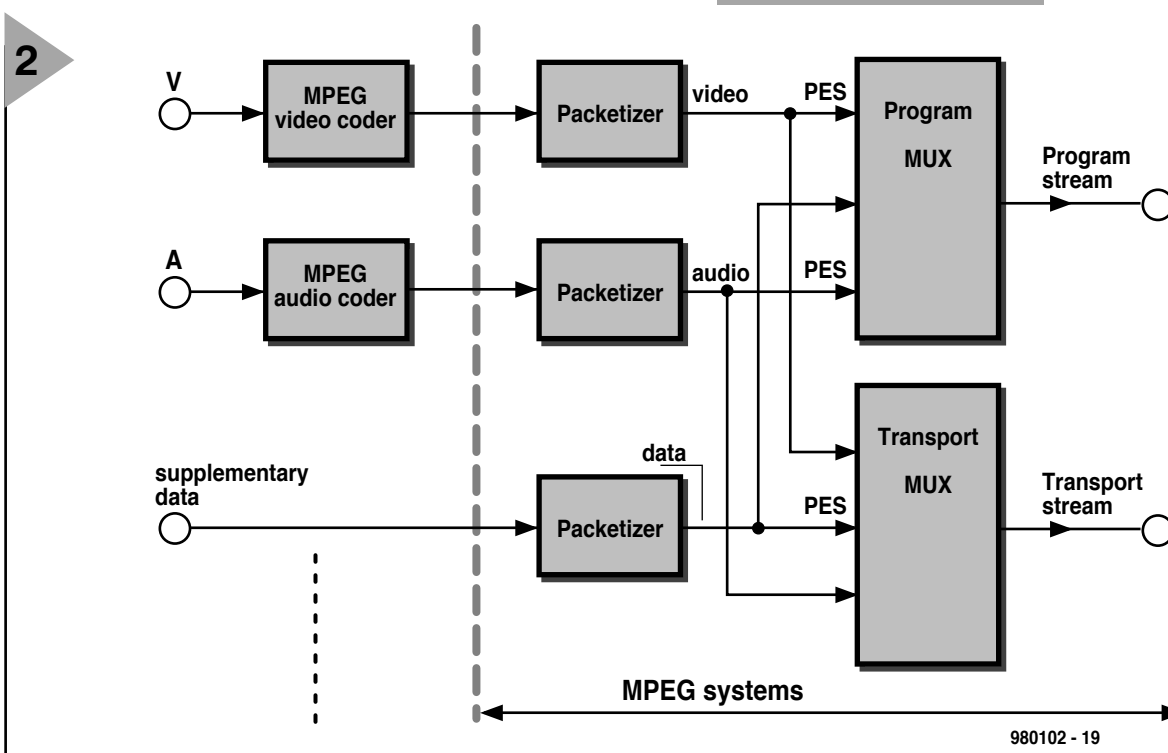 2
V
MPEG
video coder
Packetizer
video
PES
Program
MUX
Program
stream
A
MPEG
audio coder
Packetizer
audio
PES
supplementary
data
Packetizer
data
PES
Transport
MUX
Transport
stream
MPEG systems
980102 - 19